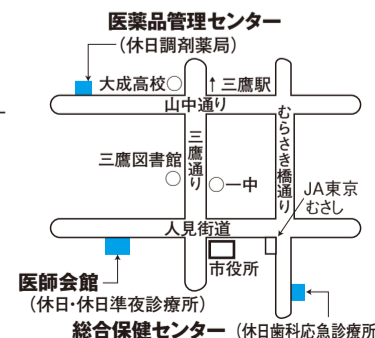 医薬品管理センター
(休日調剤薬局)
大成高校
↑三鷹駅
山中通り
三鷹通り
むらさき橋通り
三鷹図書館
一中
JA東京
むさし
人見街道
市役所
医師会館
(休日・休日準夜診療所)
総合保健センター(休日歯科応急診療所